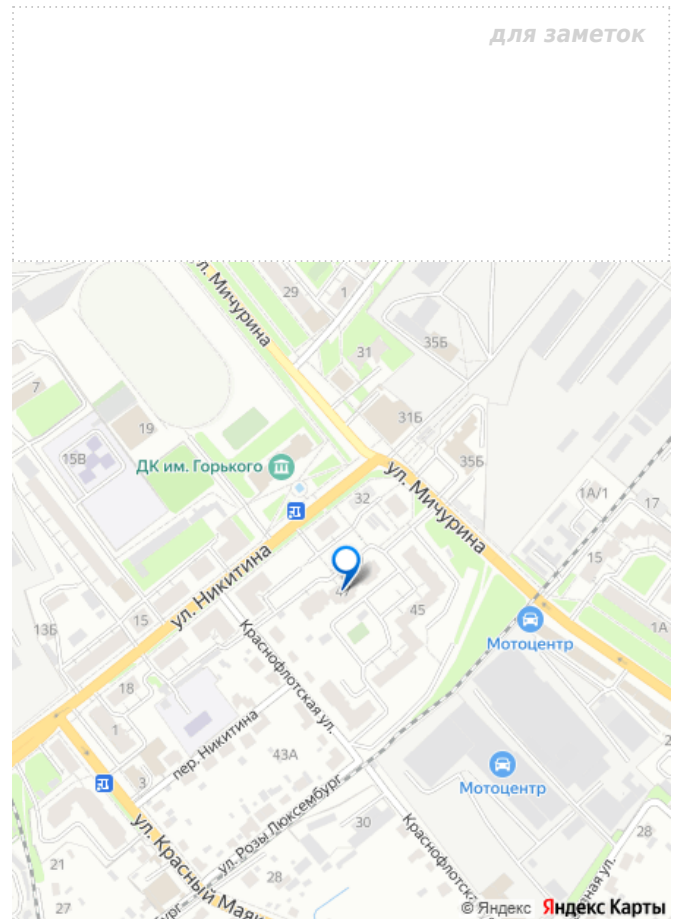 для заметок
ул. Мичурина
29
1
31
35Б
7
19
31Б
15В
ДК им. Горького
35Б
ул. Мичурина
32
1А/1
17
ул. Никитина
15
47
45
15
13Б
Мотоцентр
1А
Краснофлотская ул.
18
1
пер. Никитина
43А
3
Мотоцентр
ул. Розы Люксембург
30
Краснофлотская
28
ул. Красный Маяк
21
28
27
© Яндекс Яндекс Карты